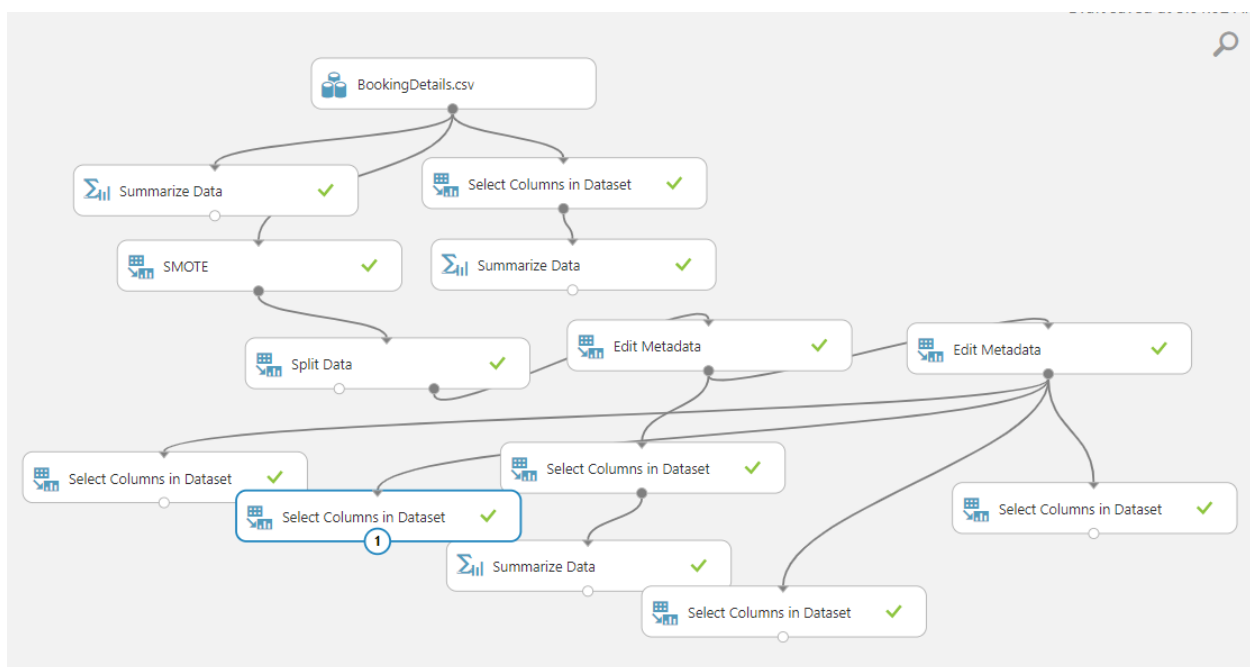 BookingDetails.csv
Summarize Data
Select Columns in Dataset
SMOTE
Summarize Data
Split Data
Edit Metadata
Edit Metadata
Select Columns in Dataset
Select Columns in Dataset
Select Columns in Dataset
Select Columns in Dataset
1
Summarize Data
Select Columns in Dataset